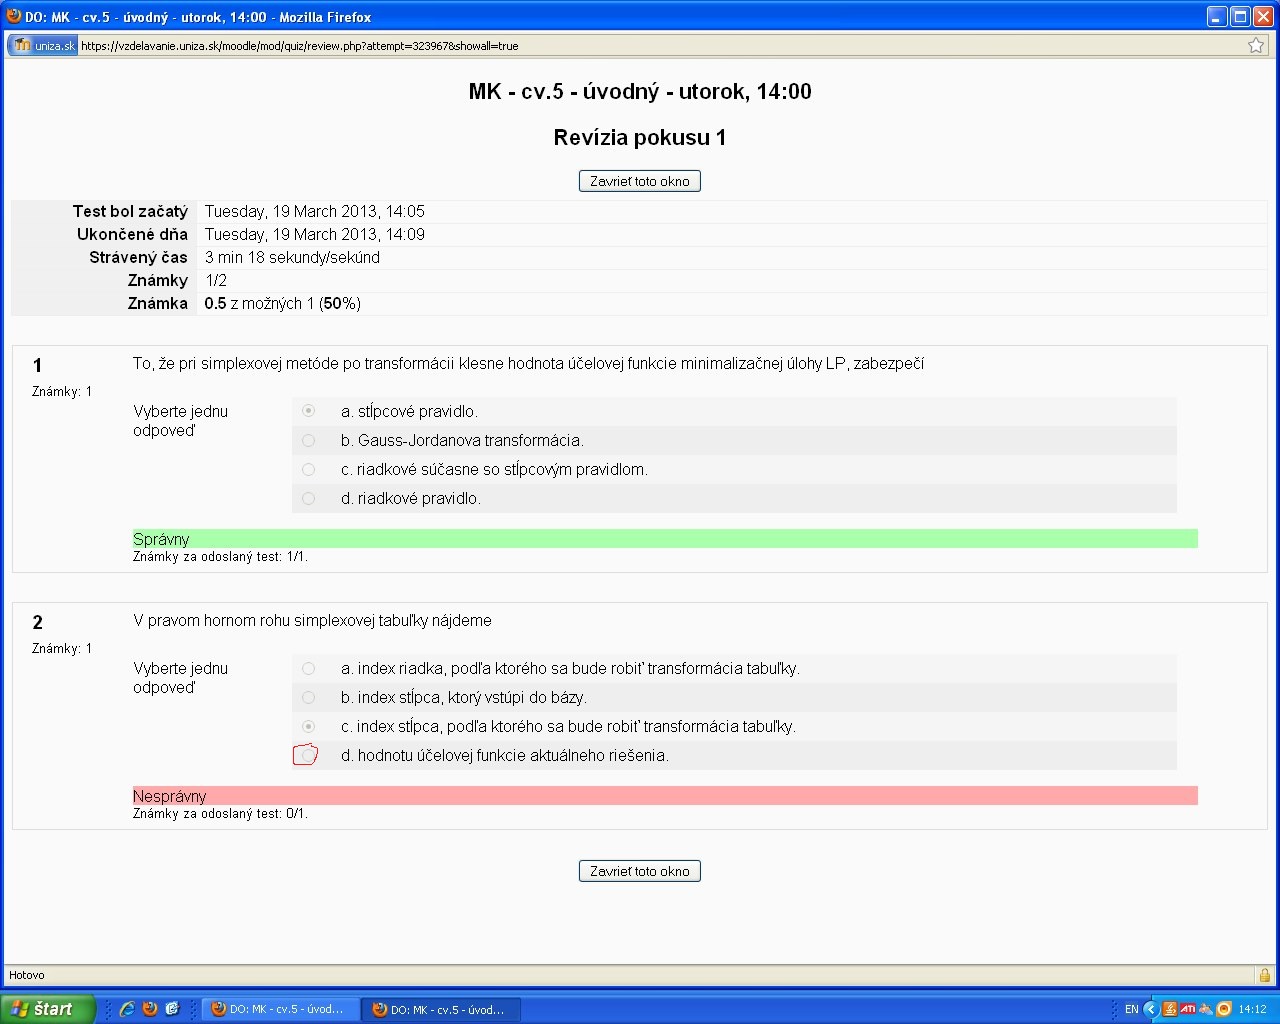 DO: MK - cv.5 - úvodný - utorok, 14:00 - Mozilla Firefox
uniza.sk https://vzdelavanie.uniza.sk/moodle/mod/quiz/review.php?attempt=323967&showall=true
MK - cv.5 - úvodný - utorok, 14:00
Revízia pokusu 1
Zavrieť toto okno
Test bol začatý Tuesday, 19 March 2013, 14:05
Ukončené dňa Tuesday, 19 March 2013, 14:09
Strávený čas 3 min 18 sekundy/sekúnd
Známky 1/2
Známka 0.5 z možných 1 (50%)
1 To, že pri simplexovej metóde po transformácii klesne hodnota účelovej funkcie minimalizačnej úlohy LP, zabezpečí
Známky: 1
Vyberte jednu
odpoveď
a. stĺpcové pravidlo.
b. Gauss-Jordanova transformácia.
c. riadkové súčasne so stĺpcovým pravidlom.
d. riadkové pravidlo.
Správny
Známky za odoslaný test: 1/1.
2 V pravom hornom rohu simplexovej tabuľky nájdeme
Známky: 1
Vyberte jednu
odpoveď
a. index riadka, podľa ktorého sa bude robiť transformácia tabuľky.
b. index stĺpca, ktorý vstúpi do bázy.
c. index stĺpca, podľa ktorého sa bude robiť transformácia tabuľky.
d. hodnotu účelovej funkcie aktuálneho riešenia.
Nesprávny
Známky za odoslaný test: 0/1.
Zavrieť toto okno
Hotovo
štart DO: MK - cv.5 - úvod... DO: MK - cv.5 - úvod... EN ATI 14:12